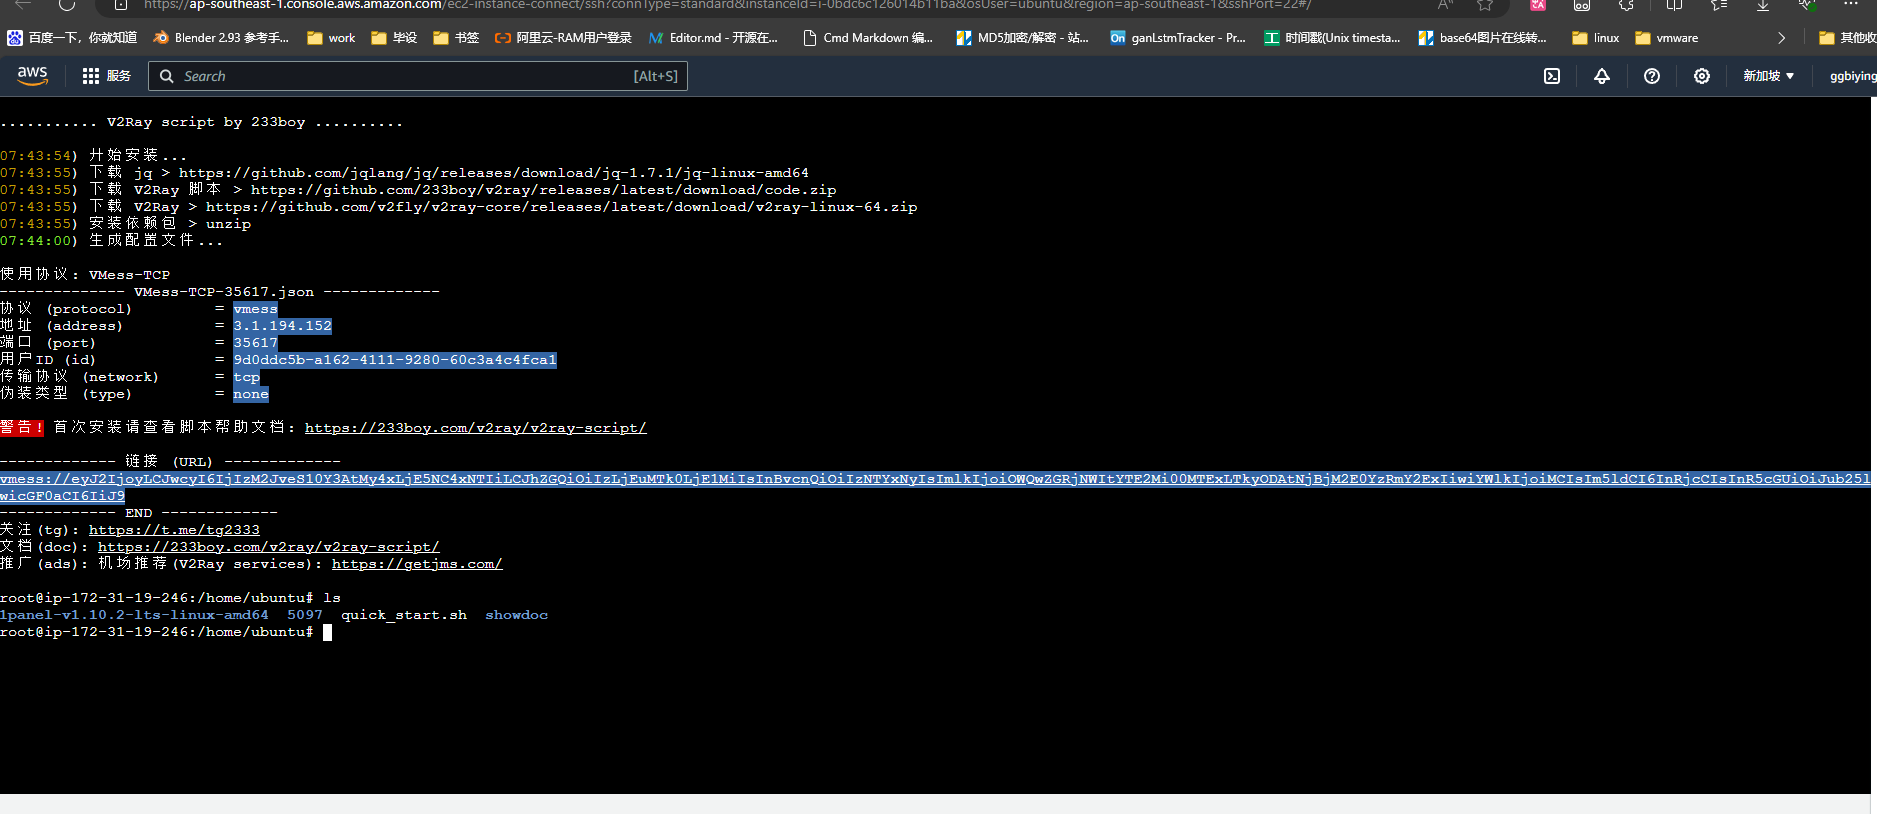 https://ap-southeast-1.console.aws.amazon.com/ec2-instance-connect/ssh?connType=standard&instanceId=i-0bdc6c126014b11ba&osUser=ubuntu&region=ap-southeast-1&sshPort=22#/
百度一下，你就知道 Blender 2.93 参考手... work 毕设 书签 阿里云-RAM用户登录 Editor.md - 开源在... Cmd Markdown 编... MD5加密/解密 - 站... On ganLstmTracker - Pr... 工 时间戳(Unix timesta... base64图片在线转... linux vmware 其他收
aws 服务 Search [Alt+S] 新加坡 ▼ ggbiying
........... V2Ray script by 233boy ..........
07:43:54) 开始安装...
07:43:55) 下载 jq > https://github.com/jqlang/jq/releases/download/jq-1.7.1/jq-linux-amd64
07:43:55) 下载 V2Ray 脚本 > https://github.com/233boy/v2ray/releases/latest/download/code.zip
07:43:55) 下载 V2Ray > https://github.com/v2fly/v2ray-core/releases/latest/download/v2ray-linux-64.zip
07:43:55) 安装依赖包 > unzip
07:44:00) 生成配置文件...
使用协议: VMess-TCP
-------------- VMess-TCP-35617.json -------------
协议 (protocol) = vmess
地址 (address) = 3.1.194.152
端口 (port) = 35617
用户ID (id) = 9d0ddc5b-a162-4111-9280-60c3a4c4fca1
传输协议 (network) = tcp
伪装类型 (type) = none
警告! 首次安装请查看脚本帮助文档: https://233boy.com/v2ray/v2ray-script/
------------- 链接 (URL) -------------
vmess://eyJ2IjoyLCJwcyI6IjIzM2JveS10Y3AtMy4xLjE5NC4xNTIiLCJhZGQiOiIzLjEuMTk0LjE1MiIsInBvcnQiOiIzNTYxNyIsImlkIjoiOWQwZGRjNWItYTE2Mi00MTExLTkyODAtNjBjM2E0YzRmY2ExIiwiYWlkIjoiMCIsIm5ldCI6InRjcCIsInR5cGUiOiJub25l
wicGF0aCI6IiJ9
------------- END -------------
关注(tg): https://t.me/tg2333
文档(doc): https://233boy.com/v2ray/v2ray-script/
推广(ads): 机场推荐(V2Ray services): https://getjms.com/
root@ip-172-31-19-246:/home/ubuntu# ls
1panel-v1.10.2-lts-linux-amd64 5097 quick_start.sh showdoc
root@ip-172-31-19-246:/home/ubuntu#